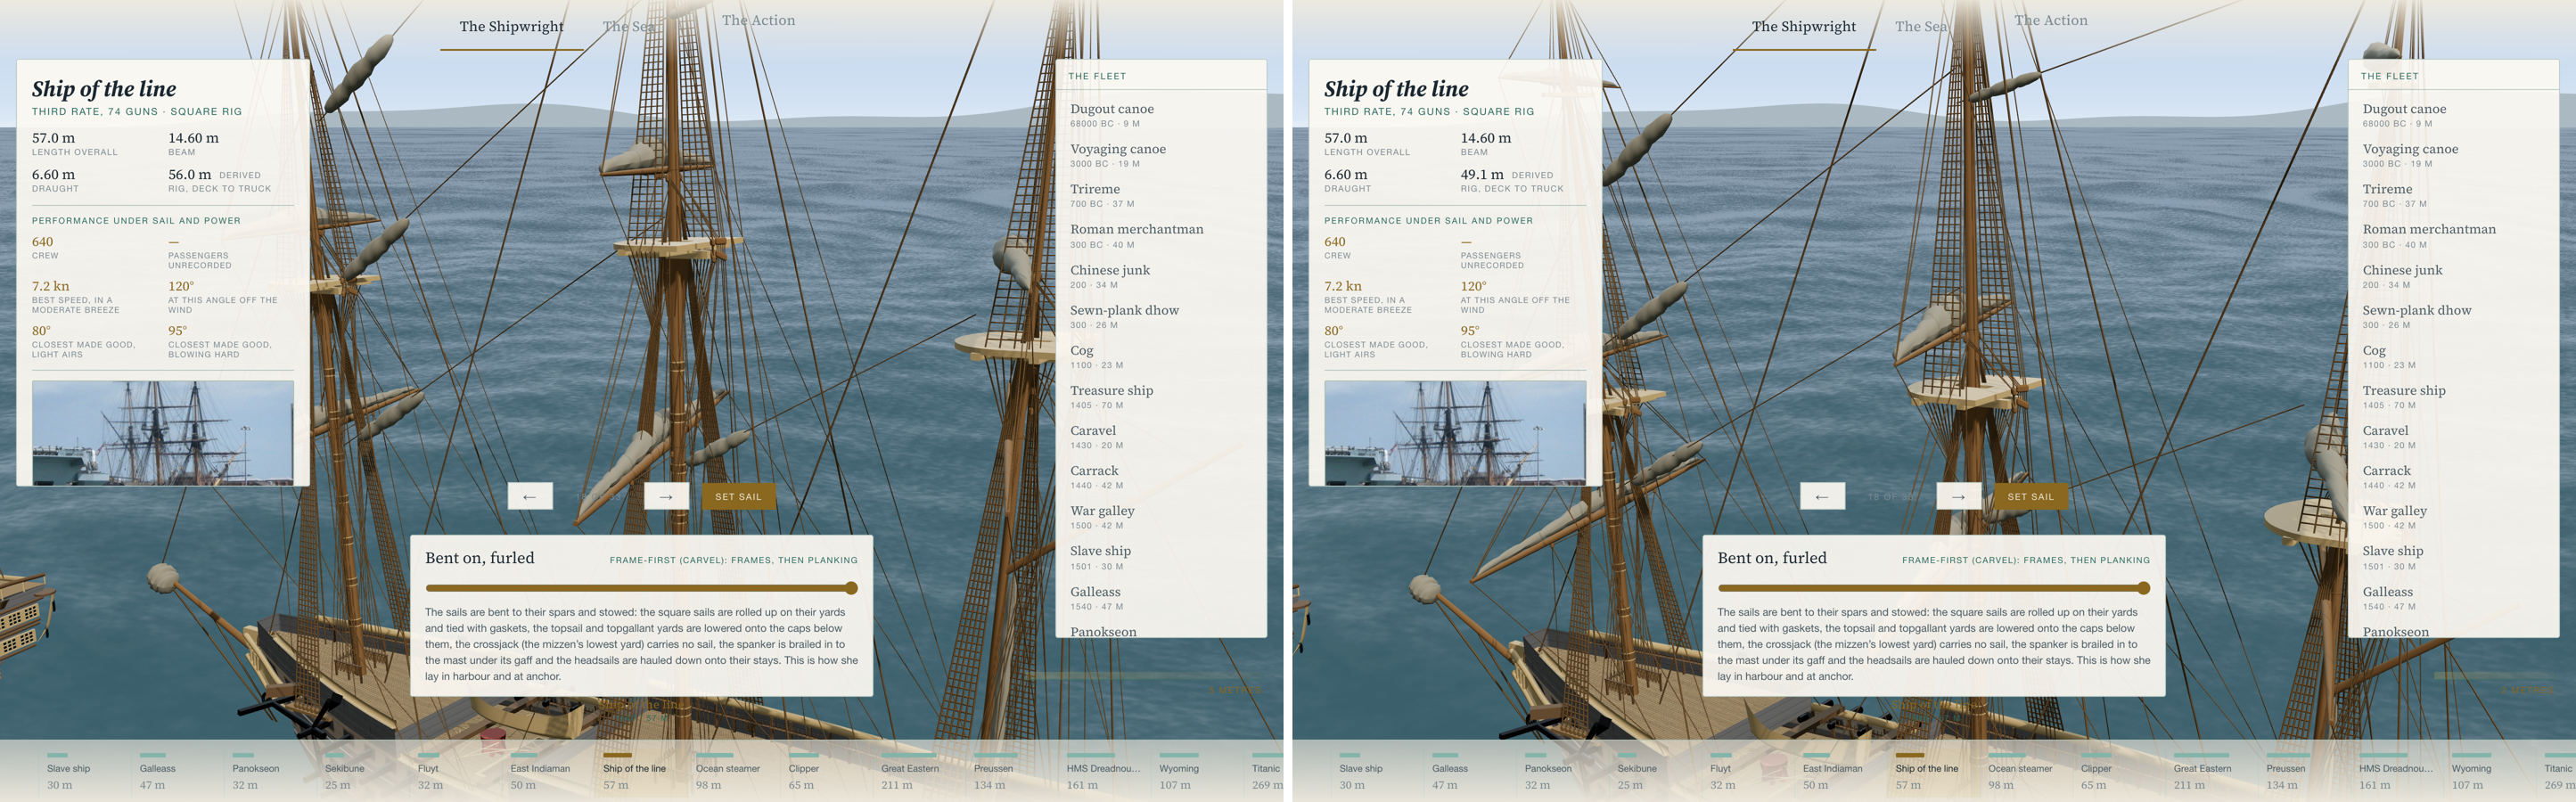 The Shipwright
The Sea
The Action
Ship of the line
THIRD RATE, 74 GUNS · SQUARE RIG
57.0 m
LENGTH OVERALL
14.60 m
BEAM
6.60 m
DRAUGHT
56.0 m DERIVED
RIG, DECK TO TRUCK
PERFORMANCE UNDER SAIL AND POWER
640
CREW
—
PASSENGERS
UNRECORDED
7.2 kn
BEST SPEED, IN A
MODERATE BREEZE
120°
AT THIS ANGLE OFF THE
WIND
80°
CLOSEST MADE GOOD,
LIGHT AIRS
95°
CLOSEST MADE GOOD,
BLOWING HARD
THE FLEET
Dugout canoe
68000 BC · 9 M
Voyaging canoe
3000 BC · 19 M
Trireme
700 BC · 37 M
Roman merchantman
300 BC · 40 M
Chinese junk
200 · 34 M
Sewn-plank dhow
300 · 26 M
Cog
1100 · 23 M
Treasure ship
1405 · 70 M
Caravel
1430 · 20 M
Carrack
1440 · 42 M
War galley
1500 · 42 M
Slave ship
1501 · 30 M
Galleass
1540 · 47 M
Panokseon
← → SET SAIL
Bent on, furled
FRAME-FIRST (CARVEL): FRAMES, THEN PLANKING
The sails are bent to their spars and stowed: the square sails are rolled up on their yards
and tied with gaskets, the topsail and topgallant yards are lowered onto the caps below
them, the crossjack (the mizzen's lowest yard) carries no sail, the spanker is brailed in to
the mast under its gaff and the headsails are hauled down onto their stays. This is how she
lay in harbour and at anchor.
Ship of the line
57
METRES
Slave ship
30 m
Galleass
47 m
Panokseon
32 m
Sekibune
25 m
Fluyt
32 m
East Indiaman
50 m
Ship of the line
57 m
Ocean steamer
98 m
Clipper
65 m
Great Eastern
211 m
Preussen
134 m
HMS Dreadnou...
161 m
Wyoming
107 m
Titanic
269 m
The Shipwright
The Sea
The Action
Ship of the line
THIRD RATE, 74 GUNS · SQUARE RIG
57.0 m
LENGTH OVERALL
14.60 m
BEAM
6.60 m
DRAUGHT
49.1 m DERIVED
RIG, DECK TO TRUCK
PERFORMANCE UNDER SAIL AND POWER
640
CREW
—
PASSENGERS
UNRECORDED
7.2 kn
BEST SPEED, IN A
MODERATE BREEZE
120°
AT THIS ANGLE OFF THE
WIND
80°
CLOSEST MADE GOOD,
LIGHT AIRS
95°
CLOSEST MADE GOOD,
BLOWING HARD
THE FLEET
Dugout canoe
68000 BC · 9 M
Voyaging canoe
3000 BC · 19 M
Trireme
700 BC · 37 M
Roman merchantman
300 BC · 40 M
Chinese junk
200 · 34 M
Sewn-plank dhow
300 · 26 M
Cog
1100 · 23 M
Treasure ship
1405 · 70 M
Caravel
1430 · 20 M
Carrack
1440 · 42 M
War galley
1500 · 42 M
Slave ship
1501 · 30 M
Galleass
1540 · 47 M
Panokseon
← → SET SAIL
Bent on, furled
FRAME-FIRST (CARVEL): FRAMES, THEN PLANKING
The sails are bent to their spars and stowed: the square sails are rolled up on their yards
and tied with gaskets, the topsail and topgallant yards are lowered onto the caps below
them, the crossjack (the mizzen's lowest yard) carries no sail, the spanker is brailed in to
the mast under its gaff and the headsails are hauled down onto their stays. This is how she
lay in harbour and at anchor.
Slave ship
30 m
Galleass
47 m
Panokseon
32 m
Sekibune
25 m
Fluyt
32 m
East Indiaman
50 m
Ship of the line
57 m
Ocean steamer
98 m
Clipper
65 m
Great Eastern
211 m
Preussen
134 m
HMS Dreadnou...
161 m
Wyoming
107 m
Titanic
269 m